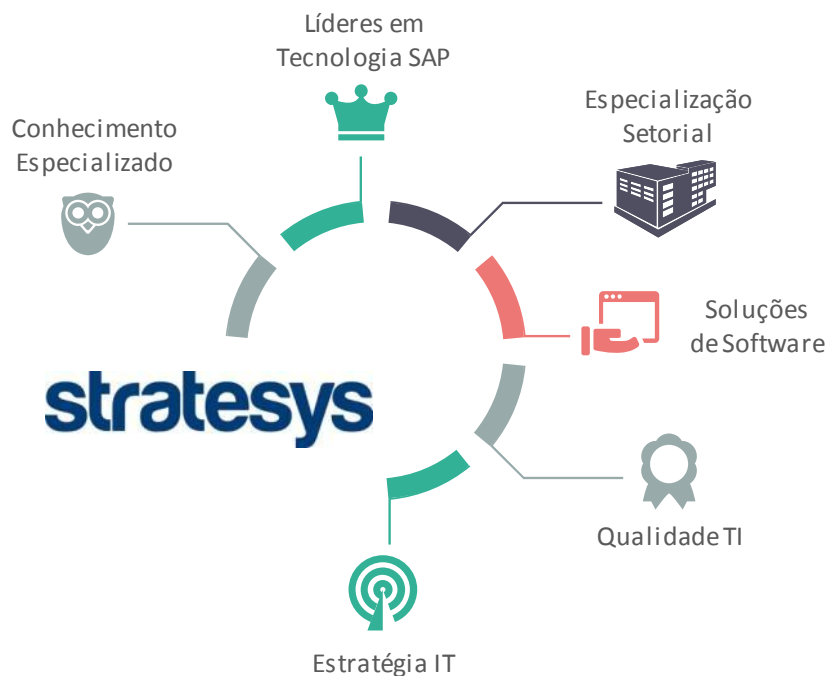 Líderes em
Tecnologia SAP
Conhecimento
Especializado
Especialização
Setorial
Soluções
de Software
stratesys
Qualidade TI
Estratégia IT